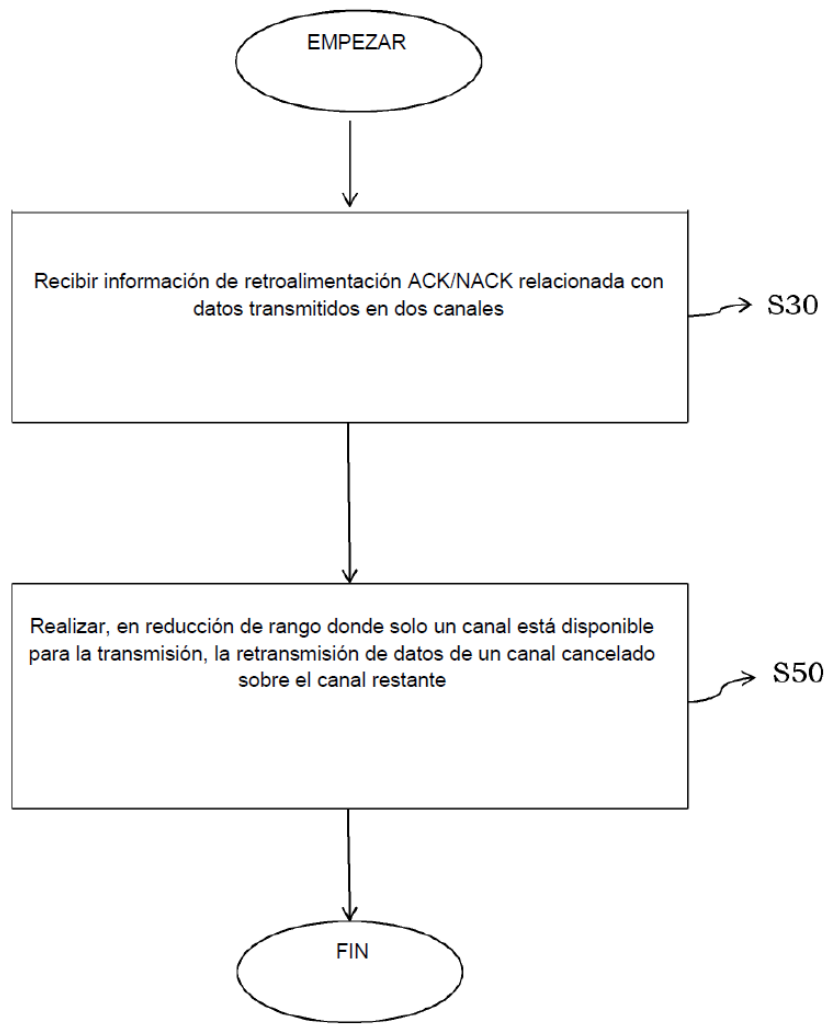 EMPEZAR
Recibir información de retroalimentación ACK/NACK relacionada con
datos transmitidos en dos canales
S30
Realizar, en reducción de rango donde solo un canal está disponible
para la transmisión, la retransmisión de datos de un canal cancelado
sobre el canal restante
S50
FIN